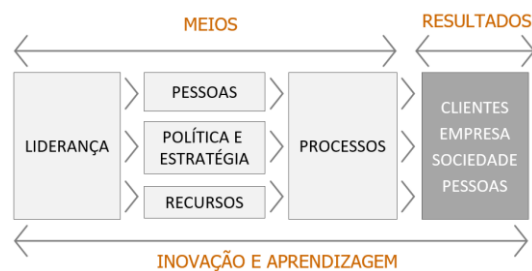 MEIOS
RESULTADOS
LIDERANÇA
PESSOAS
POLÍTICA E
ESTRATÉGIA
RECURSOS
PROCESSOS
CLIENTES
EMPRESA
SOCIEDADE
PESSOAS
INOVAÇÃO E APRENDIZAGEM